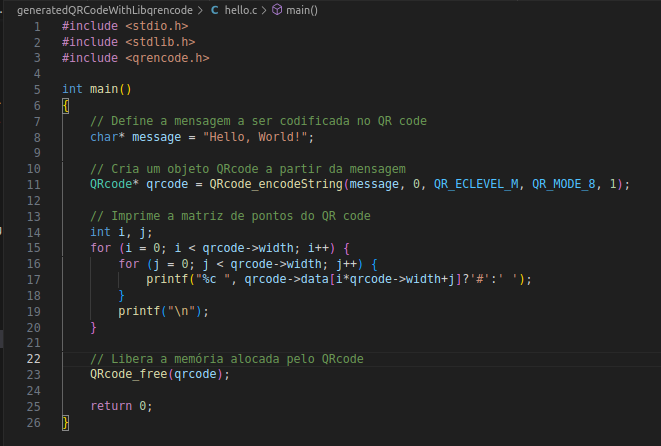 generatedQRCodeWithLibqrencode > C hello.c > main()
1 #include <stdio.h>
2 #include <stdlib.h>
3 #include <qrencode.h>
4
5 int main()
6 {
7     // Define a mensagem a ser codificada no QR code
8     char* message = "Hello, World!";
9
10     // Cria um objeto QRcode a partir da mensagem
11     QRcode* qrcode = QRcode_encodeString(message, 0, QR_ECLEVEL_M, QR_MODE_8, 1);
12
13     // Imprime a matriz de pontos do QR code
14     int i, j;
15     for (i = 0; i < qrcode->width; i++) {
16         for (j = 0; j < qrcode->width; j++) {
17             printf("%c ", qrcode->data[i*qrcode->width+j]?'#':' ');
18         }
19         printf("\n");
20     }
21
22     // Libera a memória alocada pelo QRcode
23     QRcode_free(qrcode);
24
25     return 0;
26 }